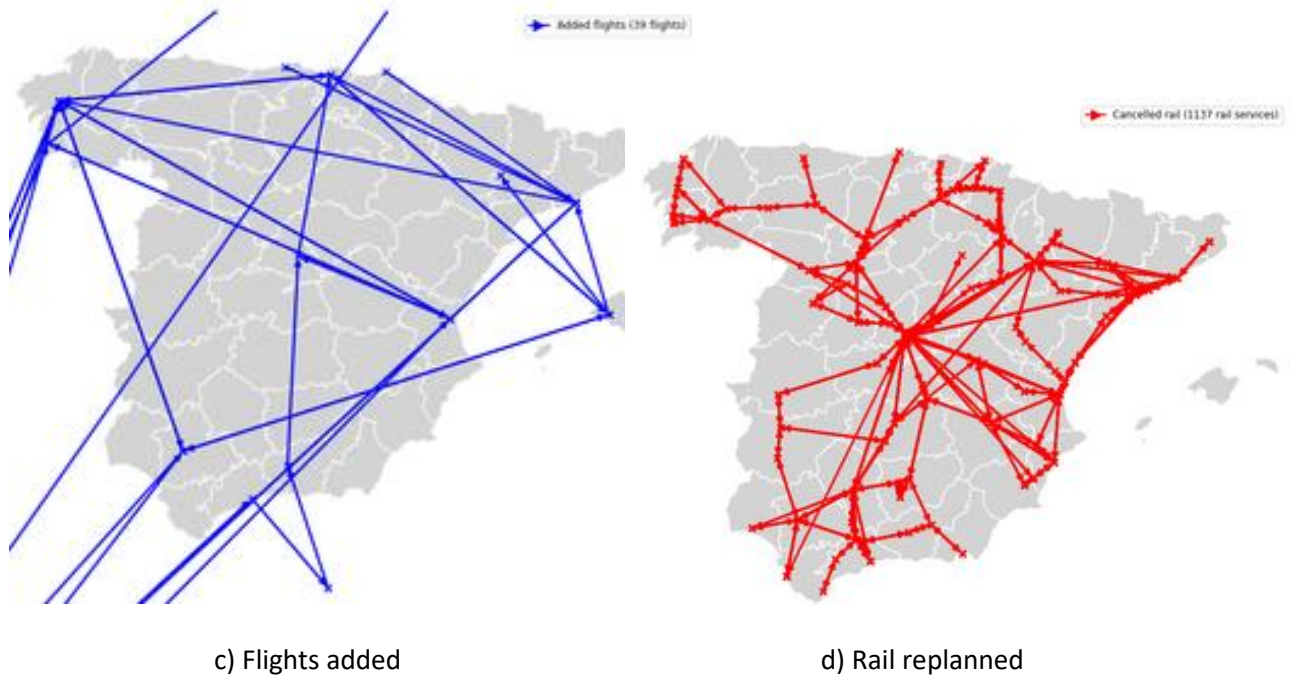 Added flights (39 flights)
Cancelled rail (1137 rail services)
c) Flights added
d) Rail replanned